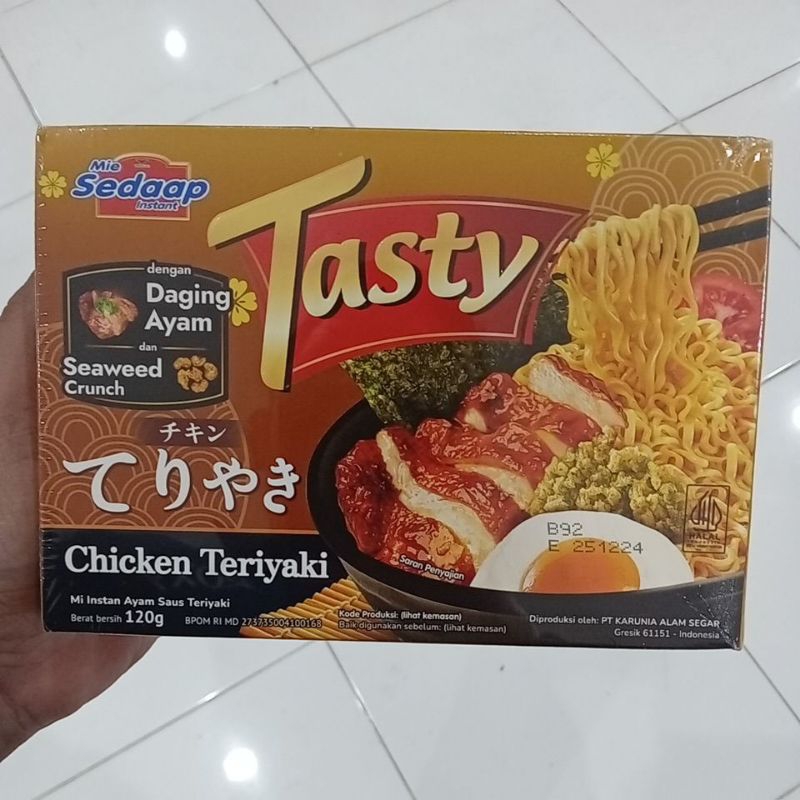 Mie
Sedaap
Instant
Tasty
dengan
Daging
Ayam
dan
Seaweed
Crunch
チキン
てりやき
Chicken Teriyaki
Mi Instan Ayam Saus Teriyaki
Berat bersih 120g
BPOM RI MD 273735004100168
Saran Penyajian
B92
E 251224
HALAL
Kode Produksi: (lihat kemasan)
Baik digunakan sebelum: (lihat kemasan)
Diproduksi oleh: PT KARUNIA ALAM SEGAR
Gresik 61151 - Indonesia